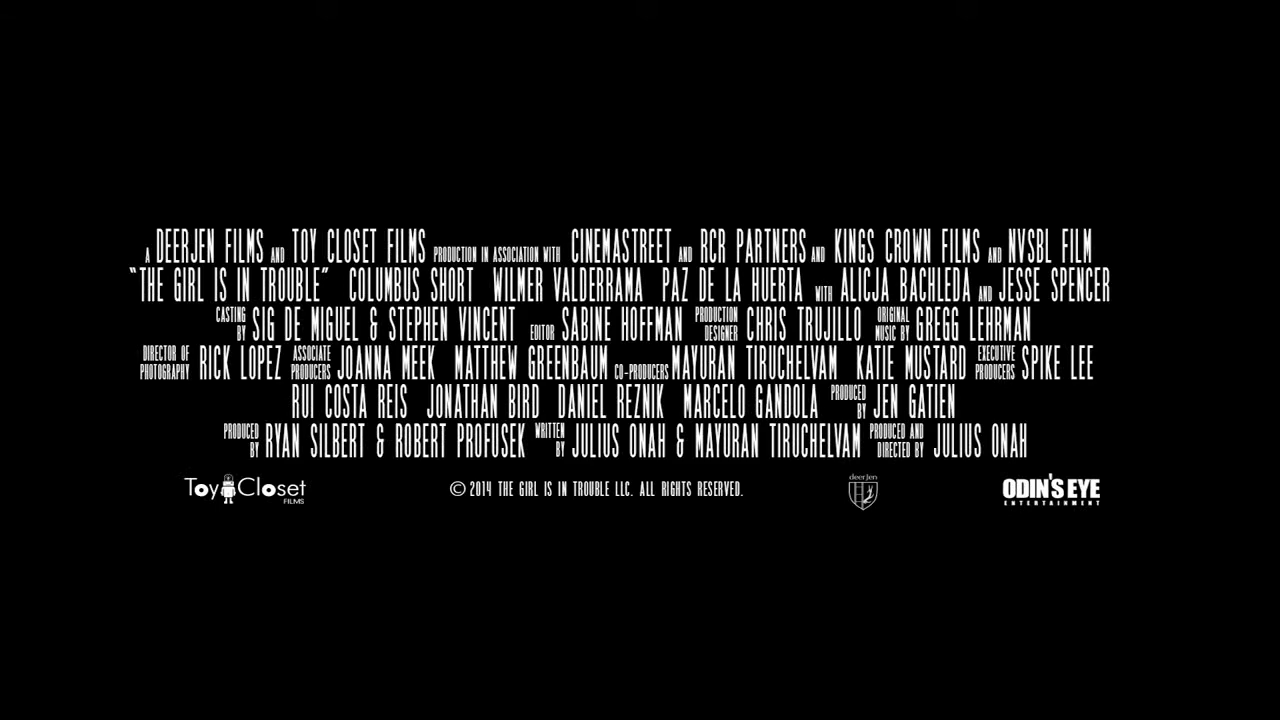 A DEERJEN FILMS AND TOY CLOSET FILMS PRODUCTION IN ASSOCIATION WITH CINEMASTREET AND RCR PARTNERS AND KINGS CROWN FILMS AND NVSBL FILM
"THE GIRL IS IN TROUBLE" COLUMBUS SHORT WILMER VALDERRAMA PAZ DE LA HUERTA WITH ALICJA BACHLEDA AND JESSE SPENCER
CASTING BY SIG DE MIGUEL & STEPHEN VINCENT EDITOR SABINE HOFFMAN PRODUCTION DESIGNER CHRIS TRUJILLO ORIGINAL MUSIC BY GREGG LEHRMAN
DIRECTOR OF PHOTOGRAPHY RICK LOPEZ ASSOCIATE PRODUCERS JOANNA MEEK MATTHEW GREENBAUM CO-PRODUCERS MAYURAN TIRUCHELVAM KATIE MUSTARD EXECUTIVE PRODUCERS SPIKE LEE
RUI COSTA REIS JONATHAN BIRD DANIEL REZNIK MARCELO GANDOLA PRODUCED BY JEN GATIEN
PRODUCED BY RYAN SILBERT & ROBERT PROFUSEK WRITTEN BY JULIUS ONAH & MAYURAN TIRUCHELVAM PRODUCED AND DIRECTED BY JULIUS ONAH
Toy Closet FILMS
© 2014 THE GIRL IS IN TROUBLE LLC. ALL RIGHTS RESERVED.
deerJen
ODIN'S EYE ENTERTAINMENT